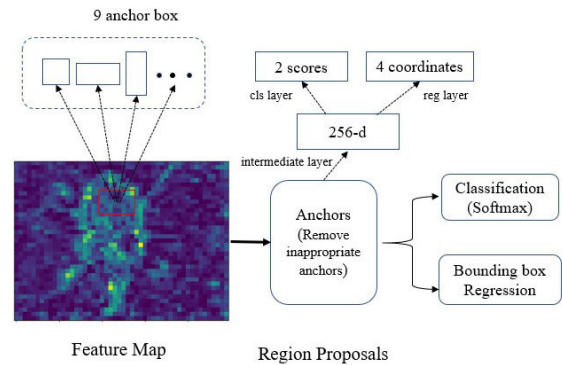 9 anchor box
2 scores
4 coordinates
cls layer
reg layer
256-d
intermediate layer
Anchors
(Remove
inappropriate
anchors)
Classification
(Softmax)
Bounding box
Regression
Feature Map
Region Proposals